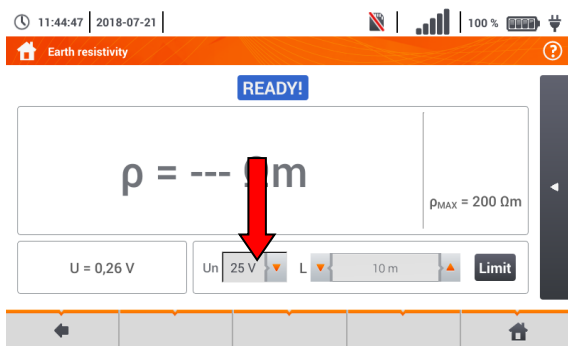 11:44:47 2018-07-21 100 %
Earth resistivity ?
READY!
ρ = --- Ωm
ρMAX = 200 Ωm
U = 0,26 V Un 25 V L 10 m Limit